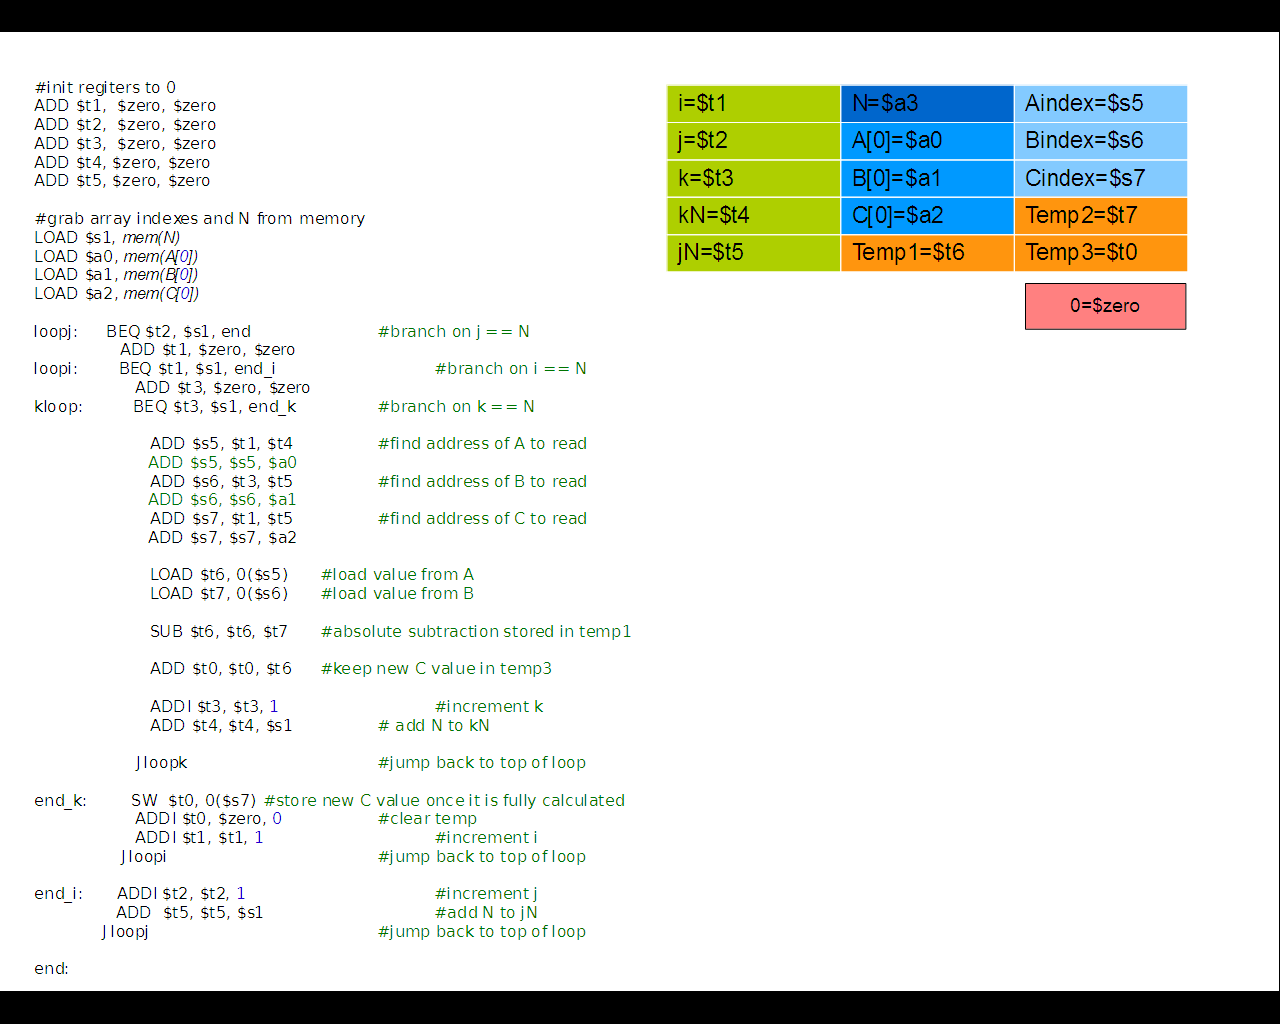 #init regiters to 0
ADD $t1, $zero, $zero
ADD $t2, $zero, $zero
ADD $t3, $zero, $zero
ADD $t4, $zero, $zero
ADD $t5, $zero, $zero
#grab array indexes and N from memory
LOAD $s1, mem(N)
LOAD $a0, mem(A[0])
LOAD $a1, mem(B[0])
LOAD $a2, mem(C[0])
loopj: BEQ $t2, $s1, end #branch on j == N
ADD $t1, $zero, $zero
loopi: BEQ $t1, $s1, end_i #branch on i == N
ADD $t3, $zero, $zero
kloop: BEQ $t3, $s1, end_k #branch on k == N
ADD $s5, $t1, $t4 #find address of A to read
ADD $s5, $s5, $a0
ADD $s6, $t3, $t5 #find address of B to read
ADD $s6, $s6, $a1
ADD $s7, $t1, $t5 #find address of C to read
ADD $s7, $s7, $a2
LOAD $t6, 0($s5) #load value from A
LOAD $t7, 0($s6) #load value from B
SUB $t6, $t6, $t7 #absolute subtraction stored in temp1
ADD $t0, $t0, $t6 #keep new C value in temp3
ADDI $t3, $t3, 1 #increment k
ADD $t4, $t4, $s1 # add N to kN
J loopk #jump back to top of loop
end_k: SW $t0, 0($s7) #store new C value once it is fully calculated
ADDI $t0, $zero, 0 #clear temp
ADDI $t1, $t1, 1 #increment i
J loopi #jump back to top of loop
end_i: ADDI $t2, $t2, 1 #increment j
ADD $t5, $t5, $s1 #add N to jN
J loopj #jump back to top of loop
end:
i=$t1 N=$a3 Aindex=$s5
j=$t2 A[0]=$a0 Bindex=$s6
k=$t3 B[0]=$a1 Cindex=$s7
kN=$t4 C[0]=$a2 Temp2=$t7
jN=$t5 Temp1=$t6 Temp3=$t0
0=$zero